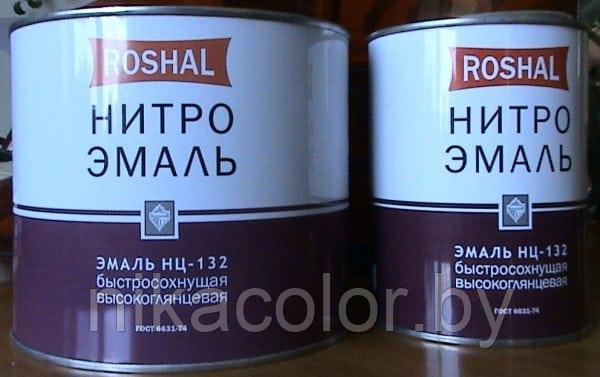 ROSHAL
НИТРО
ЭМАЛЬ
ЭМАЛЬ НЦ-132
быстросохнущая
высокоглянцевая
ГОСТ 6631-74
ROSHAL
НИТРО
ЭМАЛЬ
ЭМАЛЬ НЦ-132
быстросохнущая
высокоглянцевая
ГОСТ 6631-74
nikacolor.by